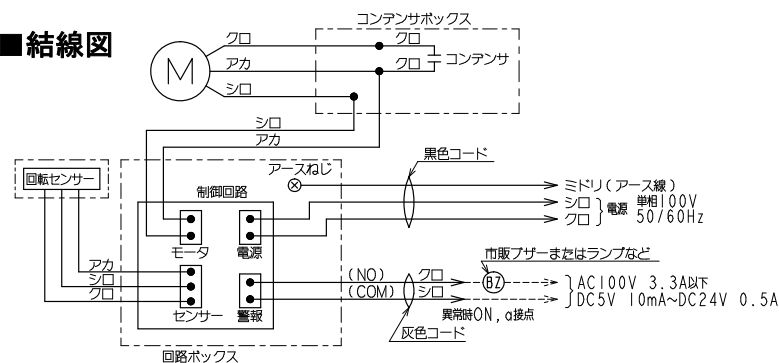 ■結線図
コンデンサボックス
クロ
クロ
コンデンサ
アカ
クロ
M
シロ
シロ
アカ
黒色コード
回転センサー
アースねじ
制御回路
ミドリ(アース線)
シロ
クロ
電源
単相100V
50/60Hz
モータ
電源
市販ブザーまたはランプなど
アカ
シロ
クロ
(NO)
クロ
(COM)
シロ
BZ
AC100V 3.3A以下
DC5V 10mA~DC24V 0.5A
センサー
警報
異常時ON,a接点
灰色コード
回路ボックス